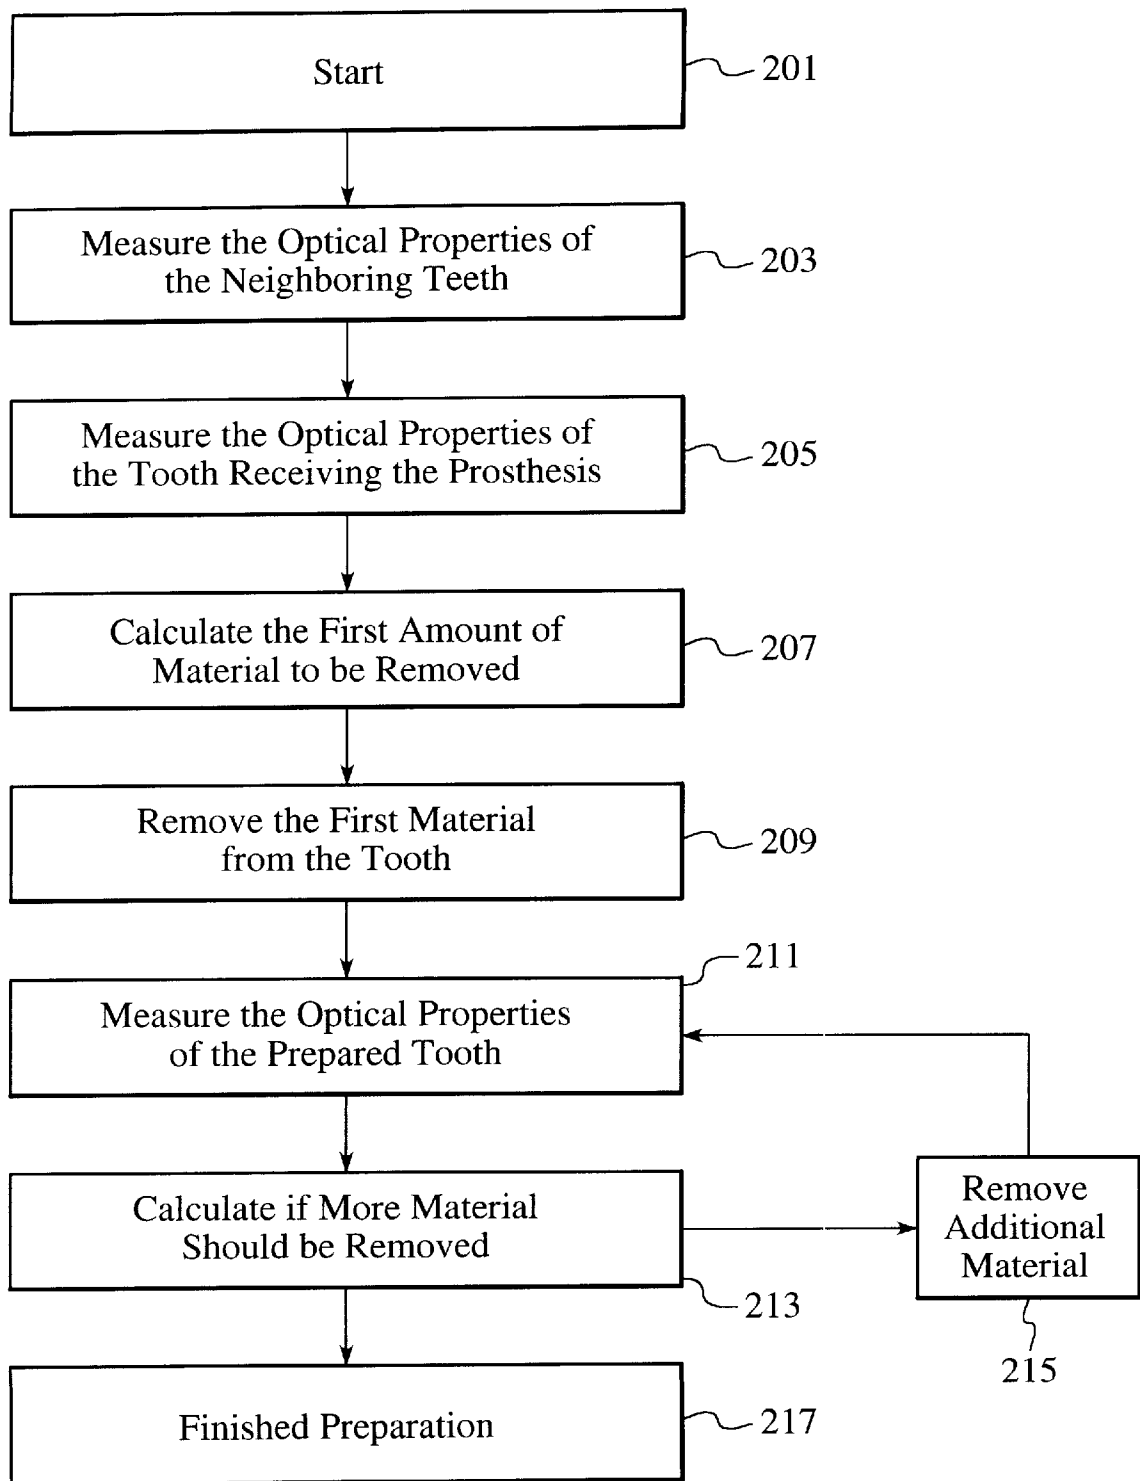 Start
201
Measure the Optical Properties of
the Neighboring Teeth
203
Measure the Optical Properties of
the Tooth Receiving the Prosthesis
205
Calculate the First Amount of
Material to be Removed
207
Remove the First Material
from the Tooth
209
211
Measure the Optical Properties
of the Prepared Tooth
Calculate if More Material
Should be Removed
213
Remove
Additional
Material
215
Finished Preparation
217